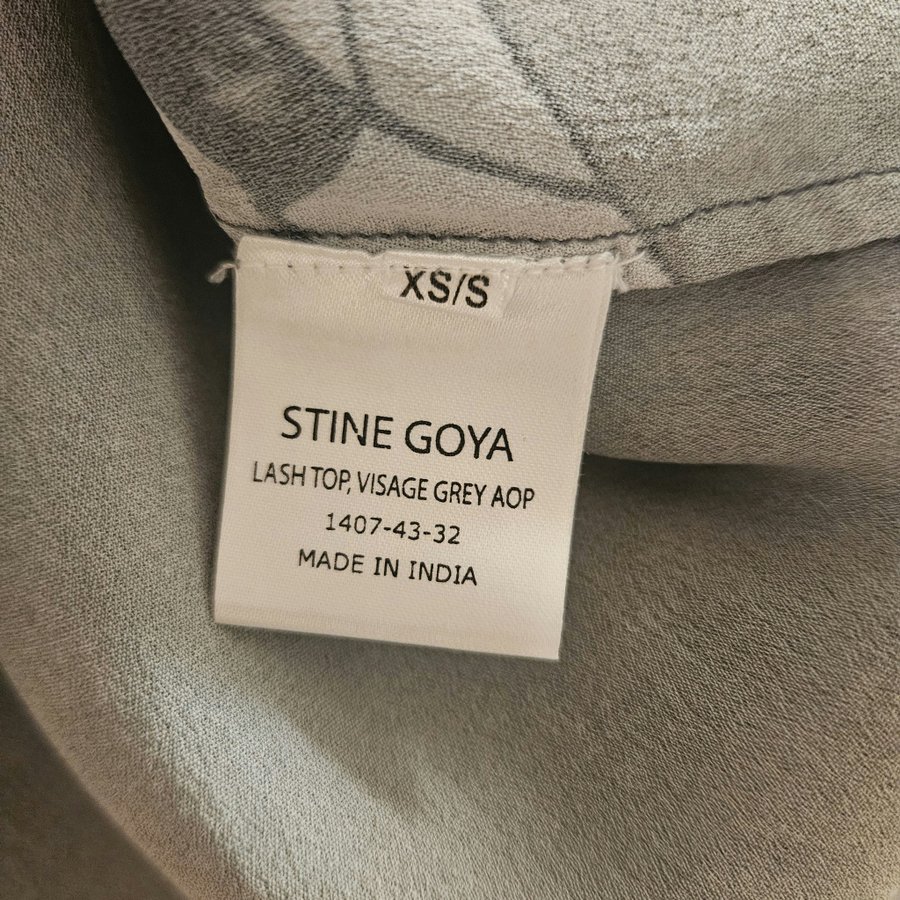 XS/S
STINE GOYA
LASH TOP, VISAGE GREY AOP
1407-43-32
MADE IN INDIA